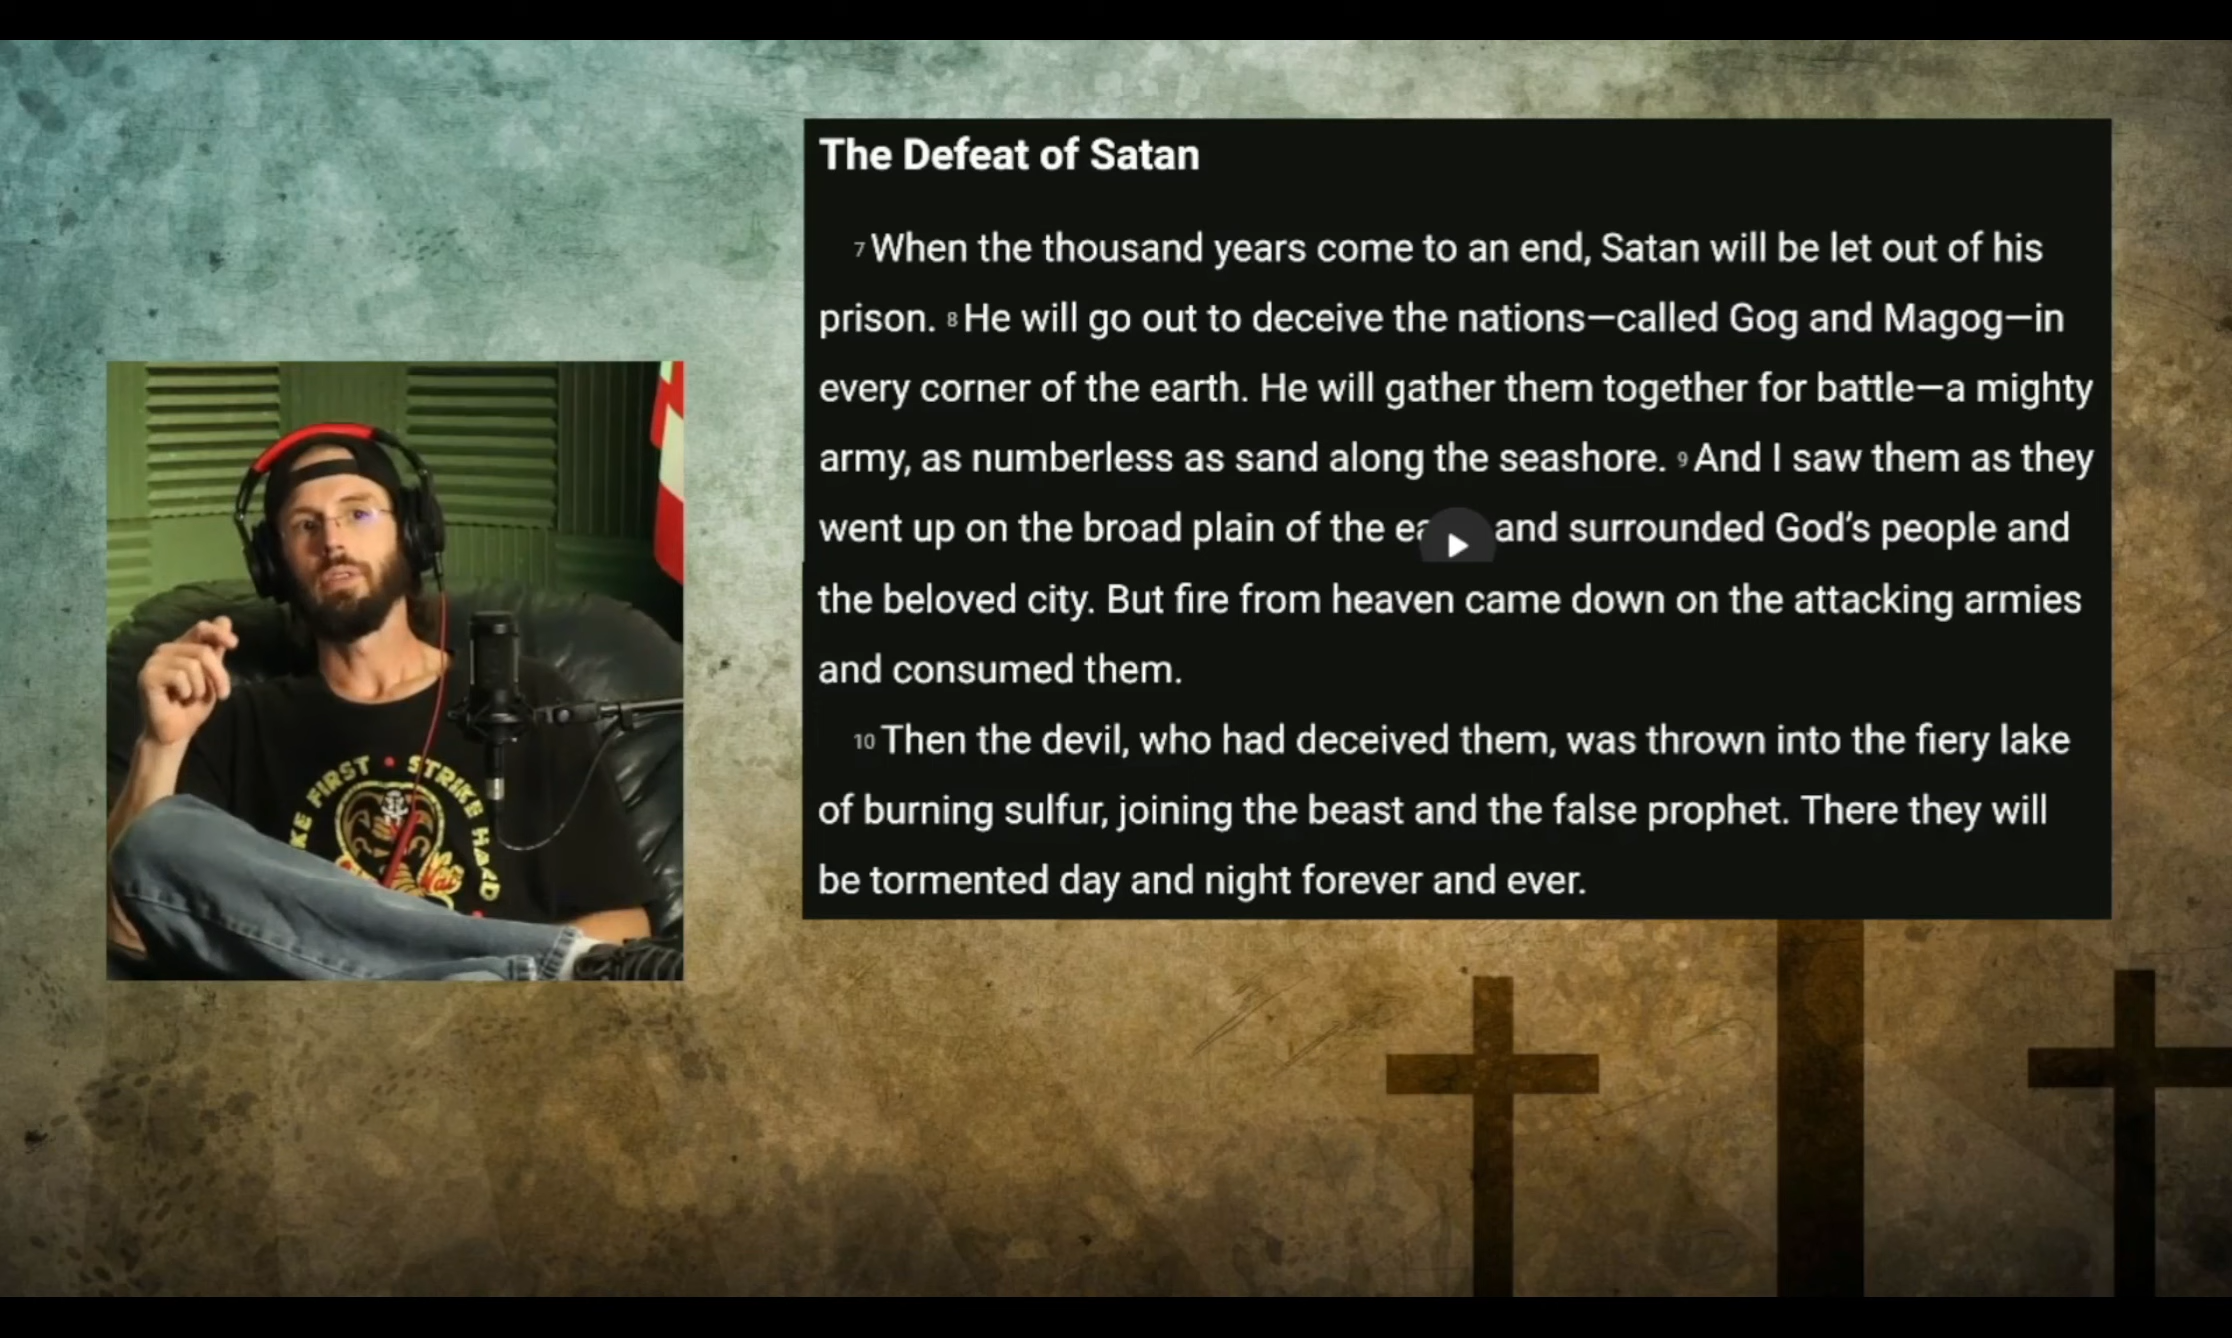 The Defeat of Satan
7 When the thousand years come to an end, Satan will be let out of his
prison. 8 He will go out to deceive the nations—called Gog and Magog—in
every corner of the earth. He will gather them together for battle—a mighty
army, as numberless as sand along the seashore. 9 And I saw them as they
went up on the broad plain of the and surrounded God's people and
the beloved city. But fire from heaven came down on the attacking armies
and consumed them.
10 Then the devil, who had deceived them, was thrown into the fiery lake
of burning sulfur, joining the beast and the false prophet. There they will
be tormented day and night forever and ever.
FIRST • STRIKE HARD